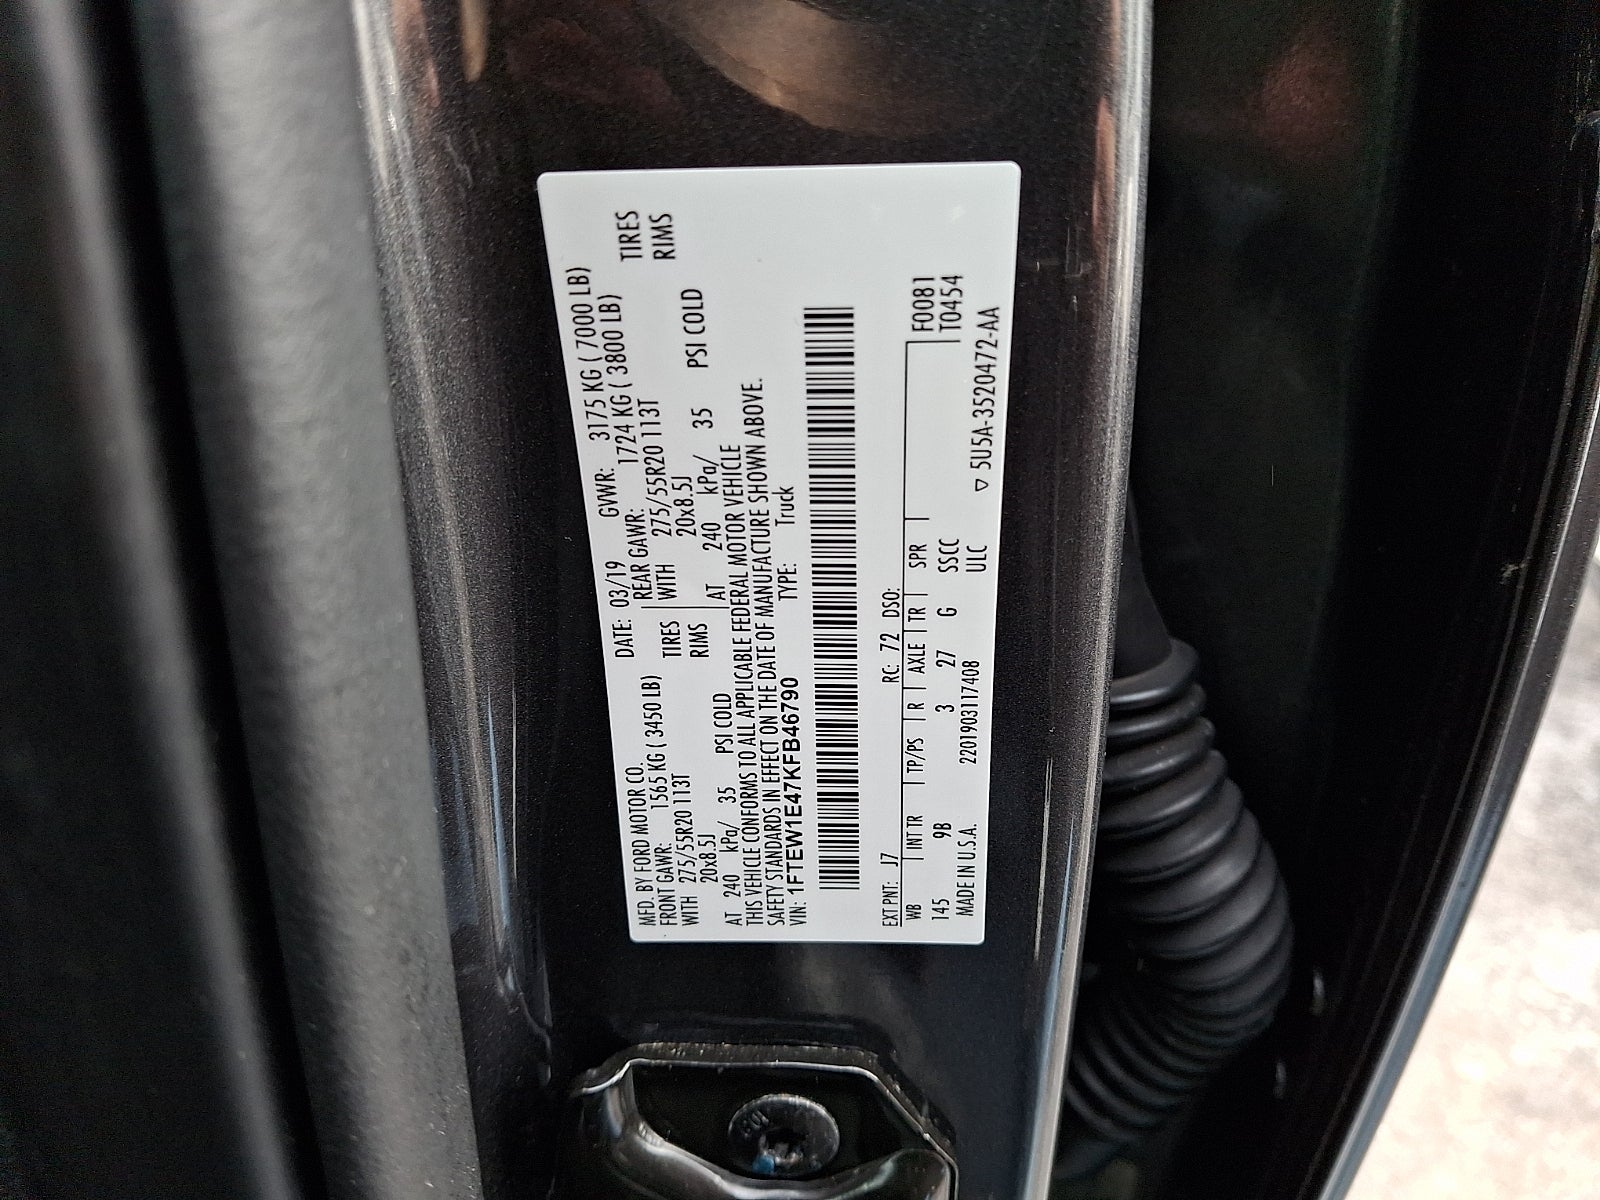 MFD. BY FORD MOTOR CO. DATE: 03/19 GVWR: 3175 KG ( 7000 LB)
FRONT GAWR: 1565 KG ( 3450 LB) REAR GAWR: 1724 KG ( 3800 LB)
WITH 275/55R20 113T TIRES WITH 275/55R20 113T TIRES
20x8.5J RIMS 20x8.5J RIMS
AT 240 kPa/ 35 PSI COLD AT 240 kPa/ 35 PSI COLD
THIS VEHICLE CONFORMS TO ALL APPLICABLE FEDERAL MOTOR VEHICLE
SAFETY STANDARDS IN EFFECT ON THE DATE OF MANUFACTURE SHOWN ABOVE.
VIN: 1FTEW1E47KFB46790 TYPE: Truck
EXT PNT: J7 RC: 72 DSO:
WB INT TR TP/PS R AXLE TR SPR F0081
145 9B 3 27 G SSCC T0454
MADE IN U.S.A. 220190311740B ULC
▽ 5U5A-3520472-AA